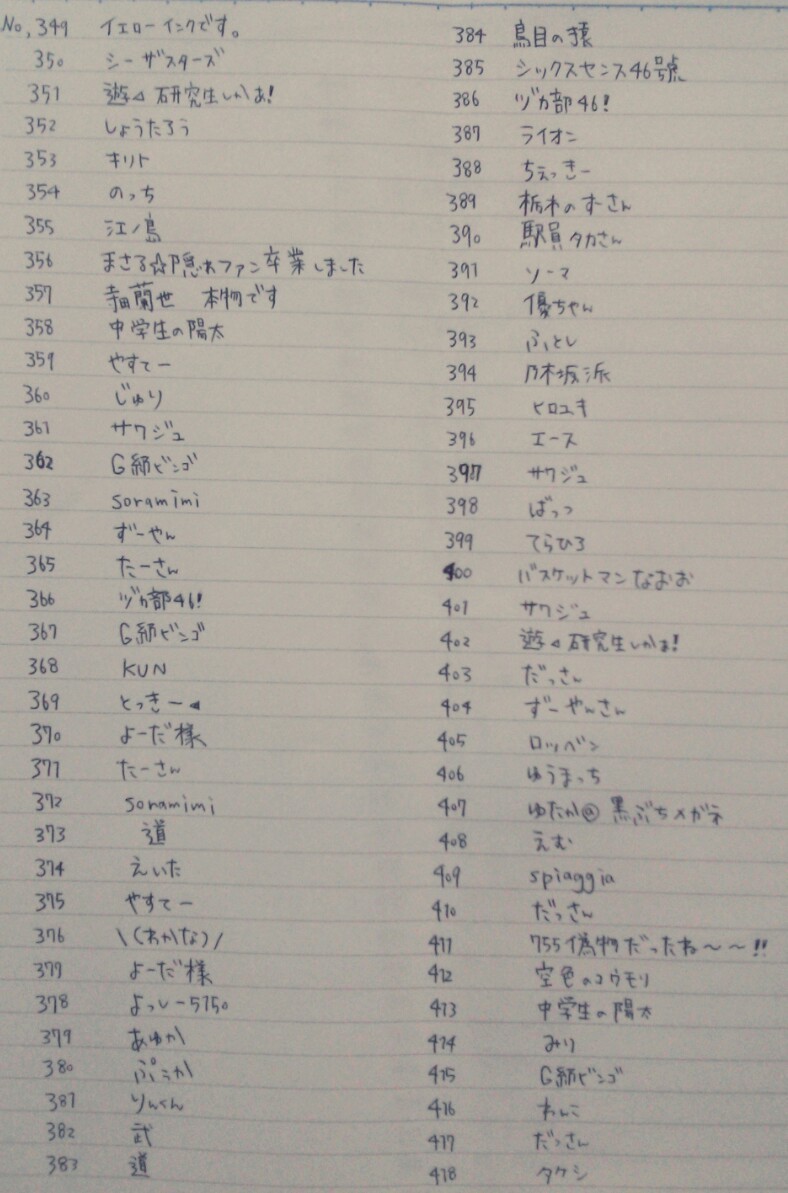 No,349 イエローインクです。
350 シーザスターズ
351 遊⊿研究生しかあ!
352 しょうたろう
353 キリト
354 のっち
355 江ノ島
356 まさる☆隠れファン卒業しました
357 寺田蘭世 本物です
358 中学生の陽太
359 やすてー
360 じゅり
361 サワジュ
362 G級ビンゴ
363 soramimi
364 ずーやん
365 たーさん
366 ヅカ部46!
367 G級ビンゴ
368 KUN
369 とっきー⊿
370 よーだ様
371 たーさん
372 soramimi
373 道
374 えいた
375 やすてー
376 \(わかな)/
377 よーだ様
378 よっしー5150
379 あゆか
380 ぷぅか
381 りんくん
382 武
383 道
384 鳥目の猿
385 シックスセンス46号
386 ヅカ部46!
387 ライオン
388 ちぇっきー
389 栃木のずーさん
390 駅員タカさん
391 ソーマ
392 優ちゃん
393 ふとし
394 乃木坂派
395 ヒロユキ
396 エース
397 サワジュ
398 ばっつ
399 てらひろ
400 バスケットマンなおお
401 サワジュ
402 遊⊿研究生しかぁ!
403 だっさん
404 ずーやんさん
405 ロッベン
406 ゆうまっち
407 ゆたか@黒ぶちメガネ
408 えむ
409 spiaggia
410 だっさん
411 755偽物だったね〜〜!!
412 空色のコウモリ
413 中学生の陽太
414 みり
415 G級ビンゴ
416 わんこ
417 だっさん
418 タケシ